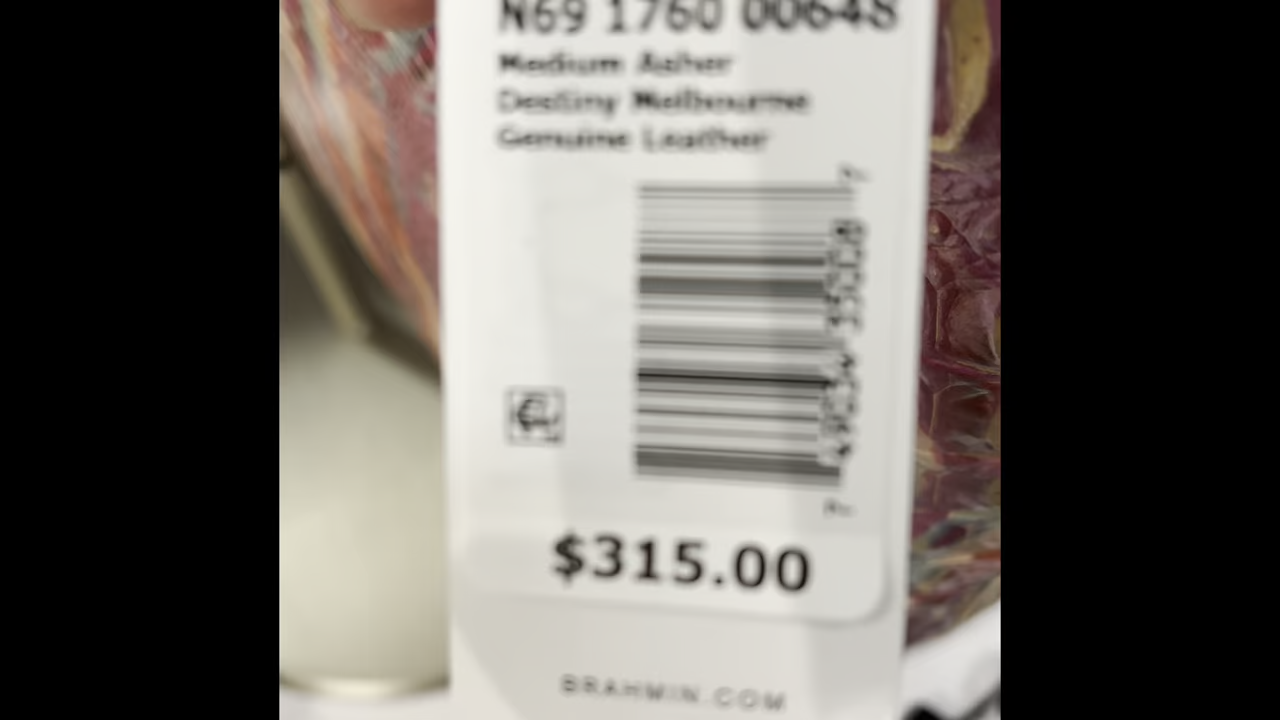 N69 1760 00648
Medium Asher
Destiny Melbourne
Genuine Leather
$315.00
BRAHMIN.COM